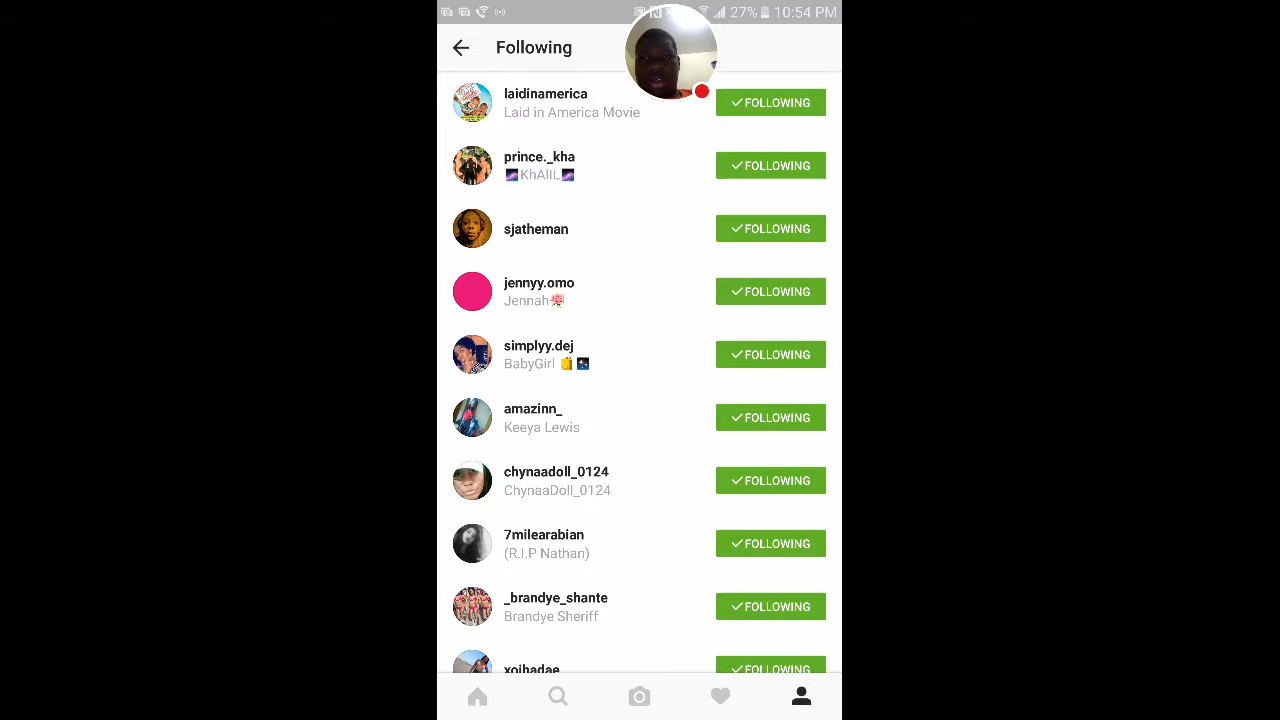 27% 10:54 PM
Following
laidinamerica
Laid in America Movie
FOLLOWING
prince._kha
KhAlIL
FOLLOWING
sjatheman
FOLLOWING
jennyy.omo
Jennah
FOLLOWING
simplyy.dej
BabyGirl
FOLLOWING
amazinn_
Keeya Lewis
FOLLOWING
chynaadoll_0124
ChynaaDoll_0124
FOLLOWING
7milearabian
(R.I.P Nathan)
FOLLOWING
_brandye_shante
Brandye Sheriff
FOLLOWING
xoihadae
FOLLOWING